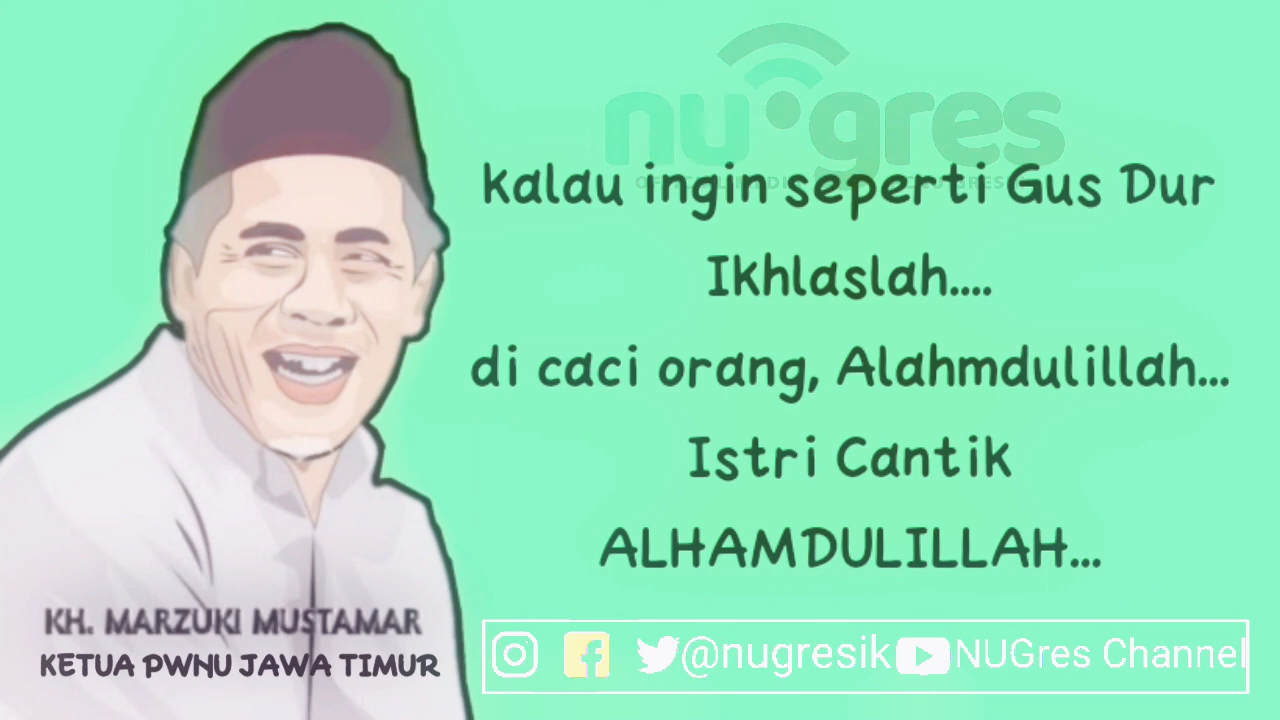 nugres
kalau ingin seperti Gus Dur
Ikhlaslah....
di caci orang, Alahmdulillah...
Istri Cantik
ALHAMDULILLAH...
KH. MARZUKI MUSTAMAR
KETUA PWNU JAWA TIMUR
@nugresik NUGres Channel